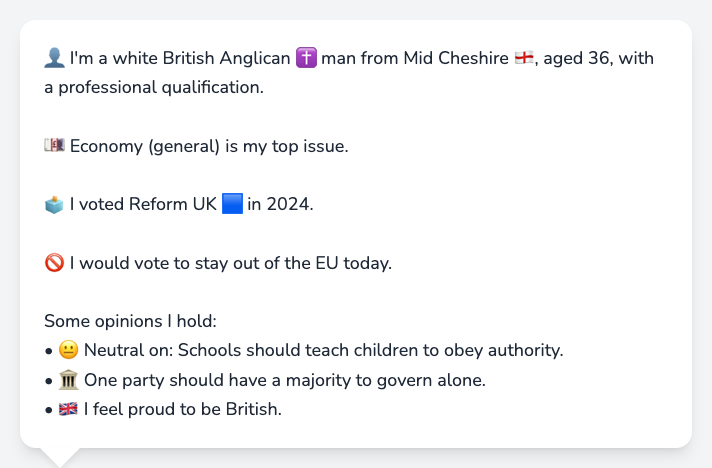 👤 I'm a white British Anglican ✝️ man from Mid Cheshire 🏴󠁧󠁢󠁥󠁮󠁧󠁿, aged 36, with
a professional qualification.
💷 Economy (general) is my top issue.
🗳️ I voted Reform UK 🟦 in 2024.
🚫 I would vote to stay out of the EU today.
Some opinions I hold:
• 😐 Neutral on: Schools should teach children to obey authority.
• 🏛️ One party should have a majority to govern alone.
• 🇬🇧 I feel proud to be British.